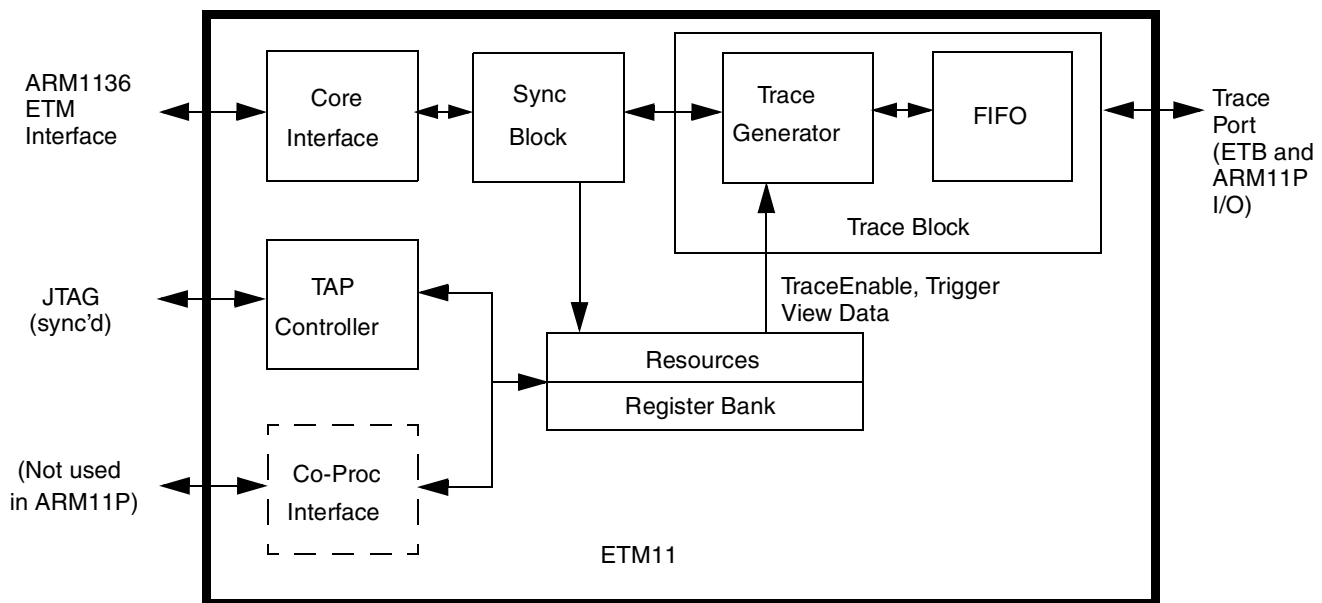 ARM1136
ETM
Interface
Core
Interface
Sync
Block
Trace
Generator
FIFO
Trace Block
Trace
Port
(ETB and
ARM11P
I/O)
JTAG
(sync'd)
TAP
Controller
TraceEnable, Trigger
View Data
Resources
Register Bank
(Not used
in ARM11P)
Co-Proc
Interface
ETM11